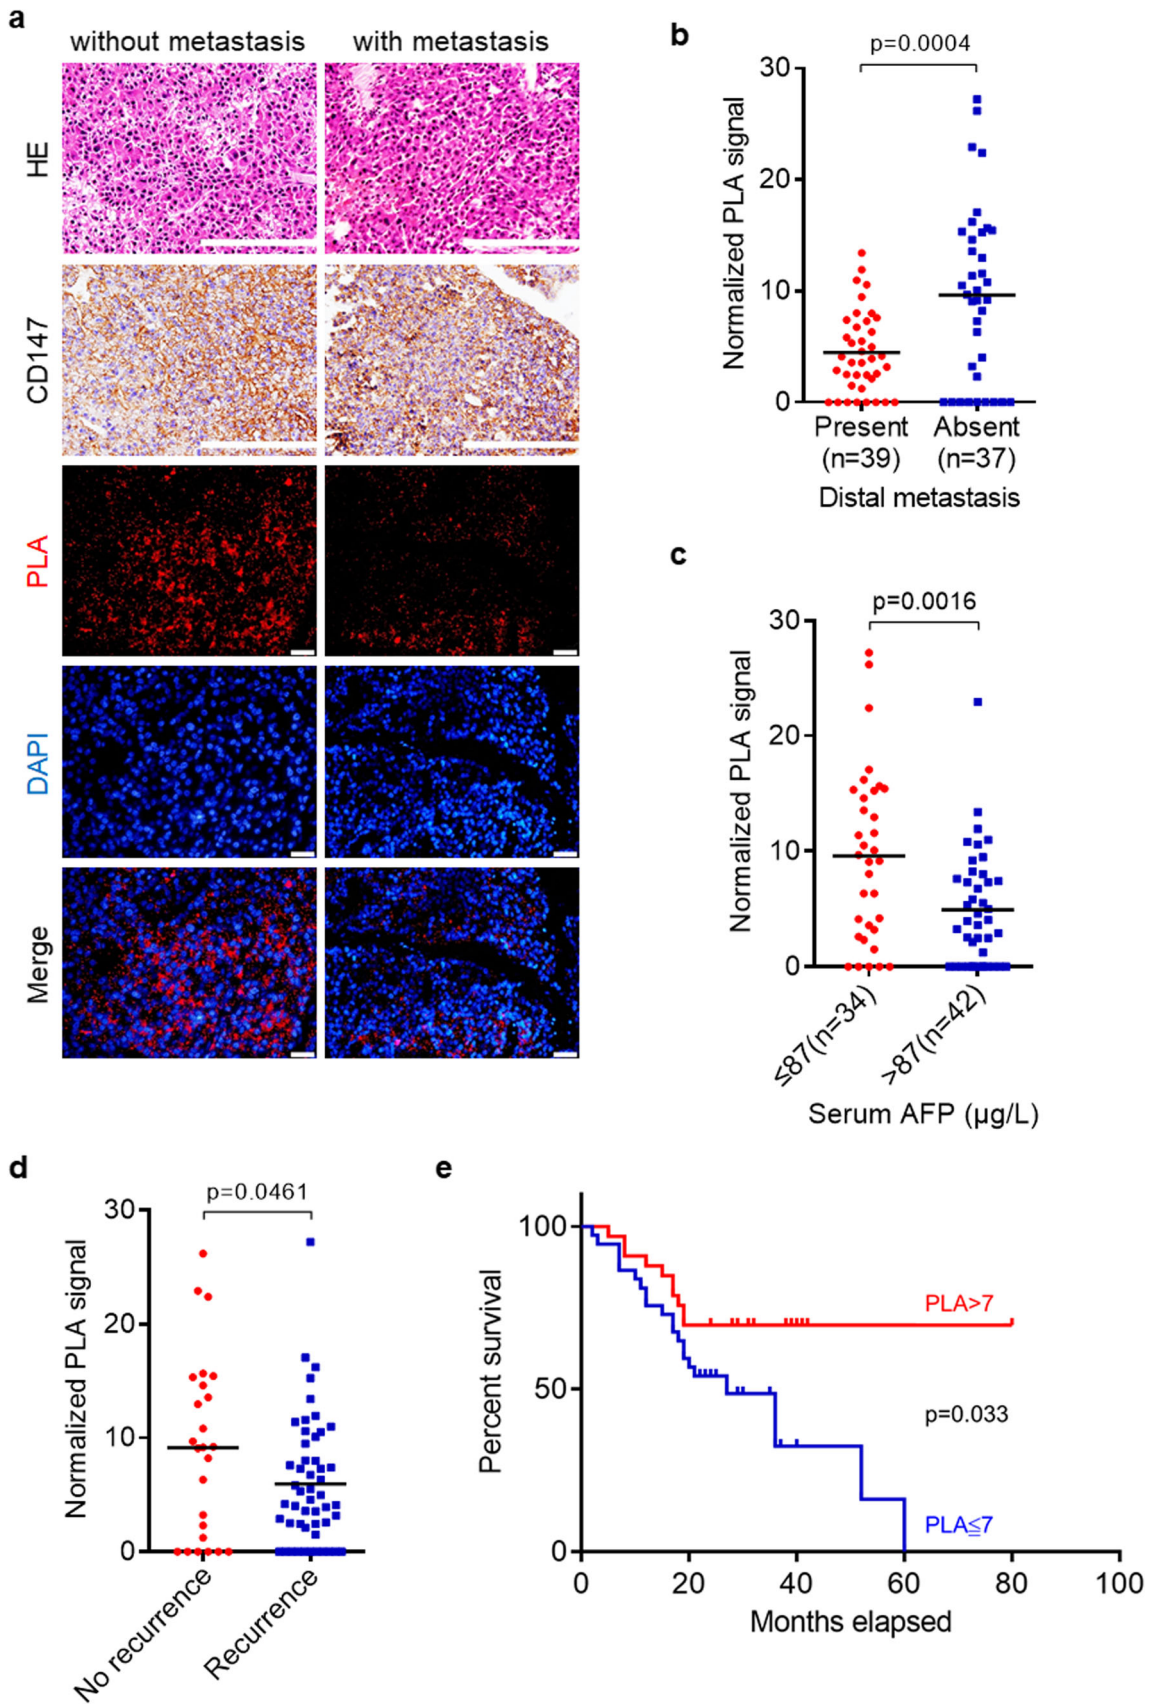 a
without metastasis with metastasis
HE
CD147
PLA
DAPI
Merge
b
p=0.0004
Normalized PLA signal
30
20
10
0
Present Absent
(n=39) (n=37)
Distal metastasis
c
p=0.0016
Normalized PLA signal
30
20
10
0
≤87(n=34) >87(n=42)
Serum AFP (µg/L)
d
p=0.0461
Normalized PLA signal
30
20
10
0
No recurrence Recurrence
e
Percent survival
100
50
0
PLA>7
p=0.033
PLA≦7
0 20 40 60 80 100
Months elapsed